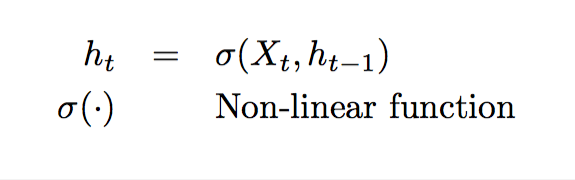 h_t = σ(X_t, h_{t−1})
σ(·) Non-linear function